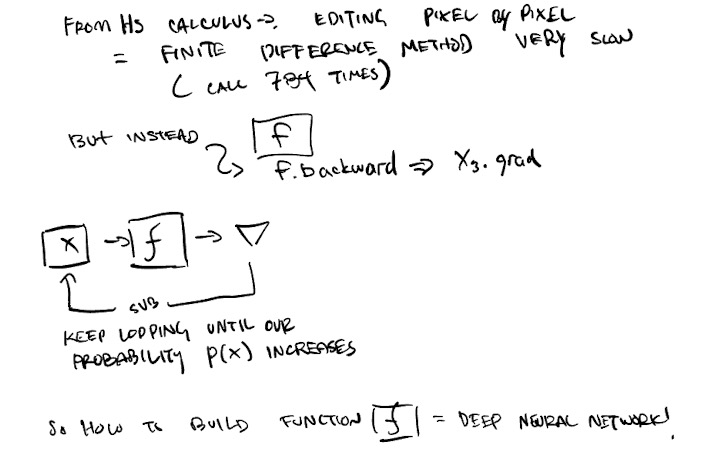 FROM HS CALCULUS → EDITING PIXEL BY PIXEL
= FINITE DIFFERENCE METHOD VERY SLOW
( CALL 784 TIMES)
BUT INSTEAD f
f.backward ⇒ X₃.grad
x → f → ▽
SUB
KEEP LOOPING UNTIL OUR
PROBABILITY P(x) INCREASES
So HOW TO BUILD FUNCTION f = DEEP NEURAL NETWORK!